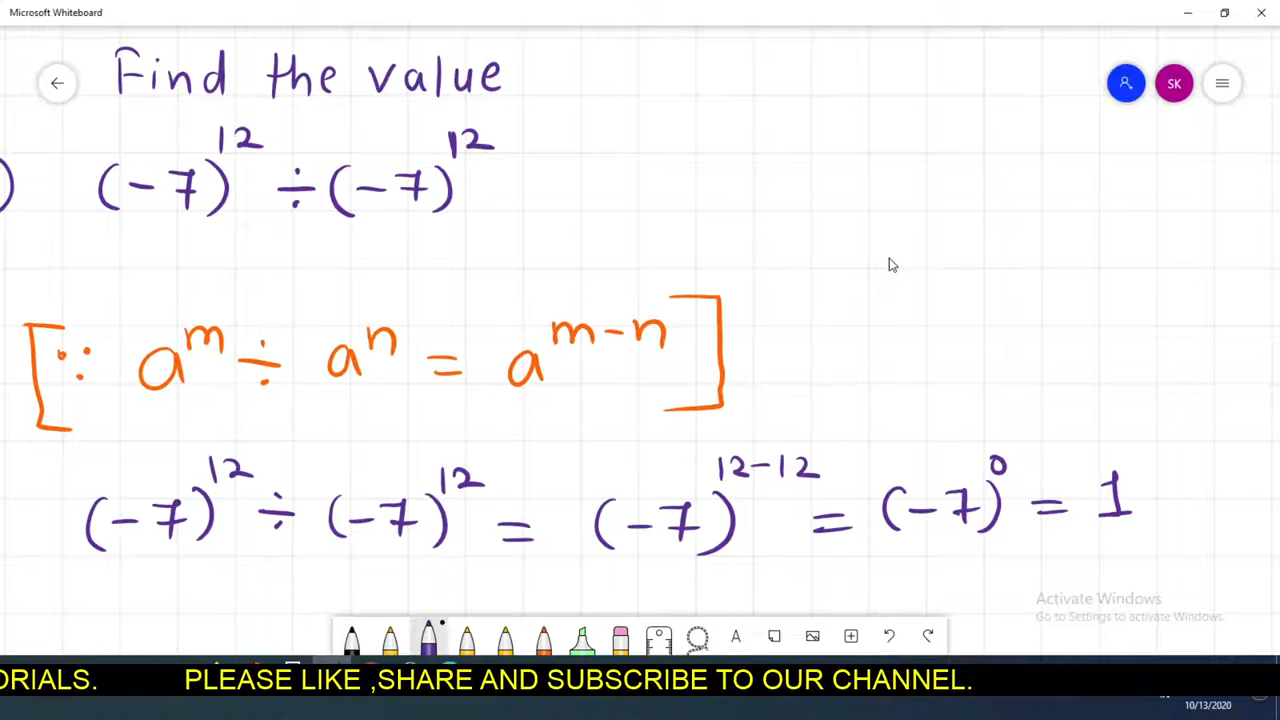 Microsoft Whiteboard
Find the value
SK
) (-7)^12 ÷ (-7)^12
[∵ a^m ÷ a^n = a^(m-n)]
(-7)^12 ÷ (-7)^12 = (-7)^(12-12) = (-7)^0 = 1
Activate Windows
Go to Settings to activate Windows.
A
ORIALS. PLEASE LIKE ,SHARE AND SUBSCRIBE TO OUR CHANNEL.
10/13/2020